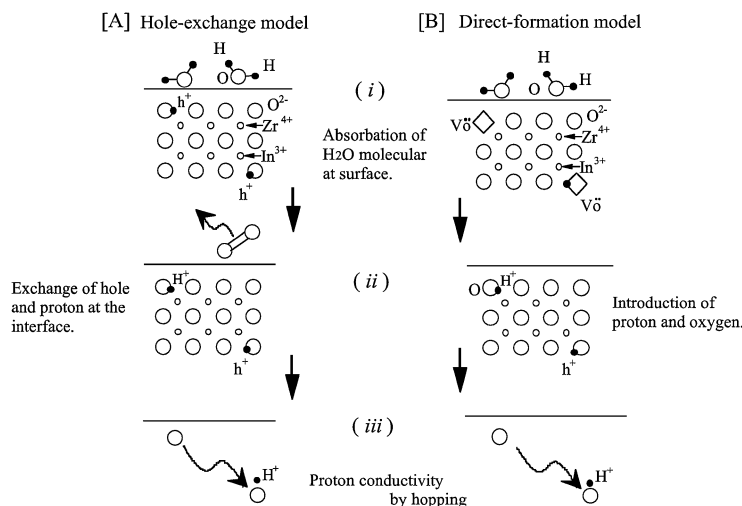 [A] Hole-exchange model
[B] Direct-formation model
H
O
H
H
O
H
(i)
h+
O2-
Zr4+
In3+
h+
Absorbation of
H2O molecular
at surface.
Vö
O2-
Zr4+
In3+
Vö
Exchange of hole
and proton at the
interface.
H+
h+
(ii)
O
H+
h+
Introduction of
proton and oxygen.
(iii)
H+
Proton conductivity
by hopping
H+